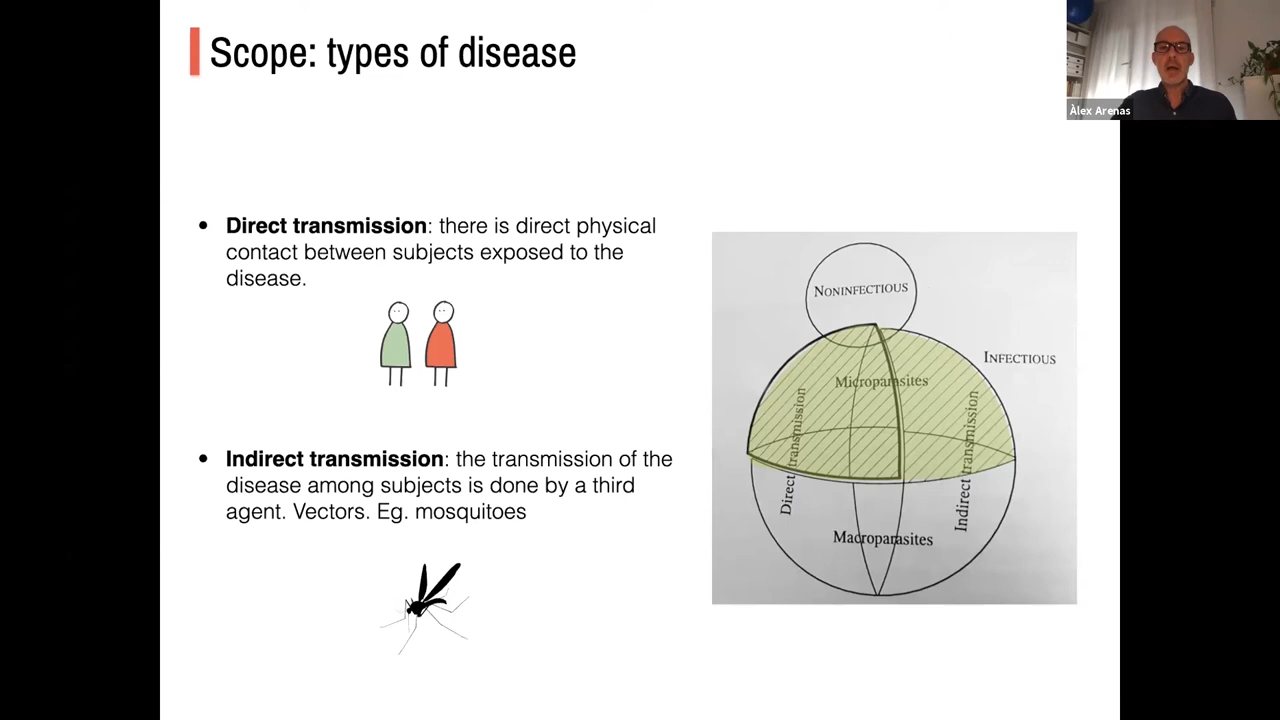 Scope: types of disease
Àlex Arenas
• Direct transmission: there is direct physical
contact between subjects exposed to the
disease.
• Indirect transmission: the transmission of the
disease among subjects is done by a third
agent. Vectors. Eg. mosquitoes
NONINFECTIOUS
INFECTIOUS
Microparasites
Direct transmission
Indirect transmission
Macroparasites